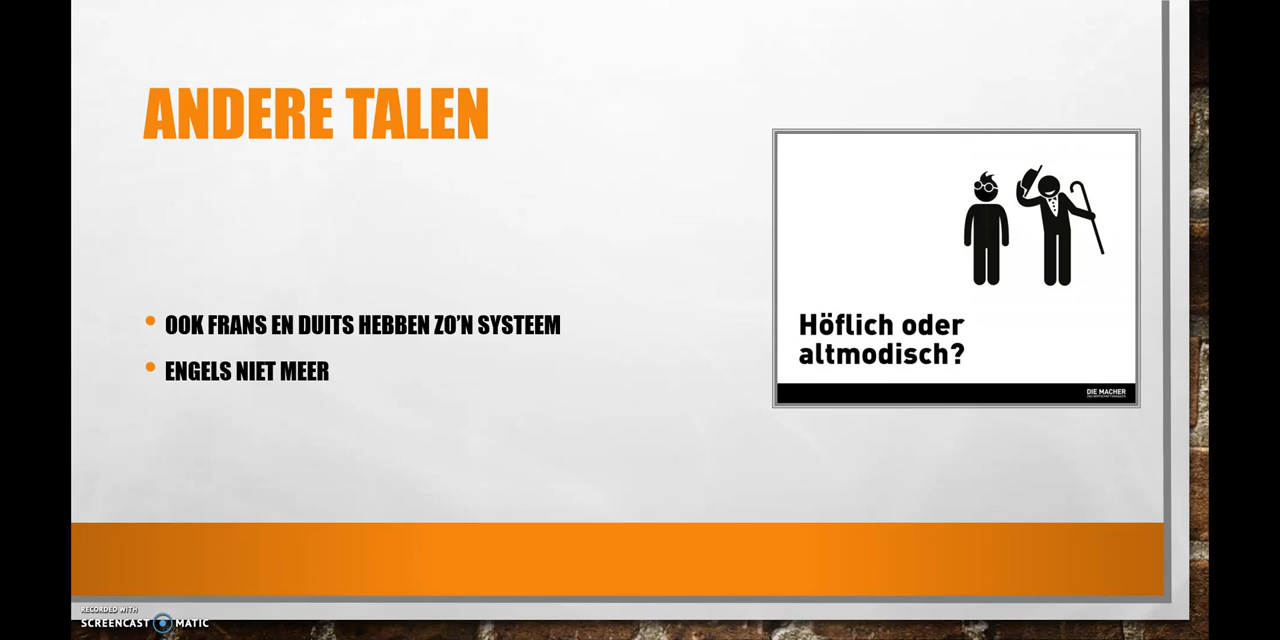 ANDERE TALEN
OOK FRANS EN DUITS HEBBEN ZO'N SYSTEEM
ENGELS NIET MEER
Höflich oder
altmodisch?
DIE MACHER
RECORDED WITH
SCREENCAST MATIC